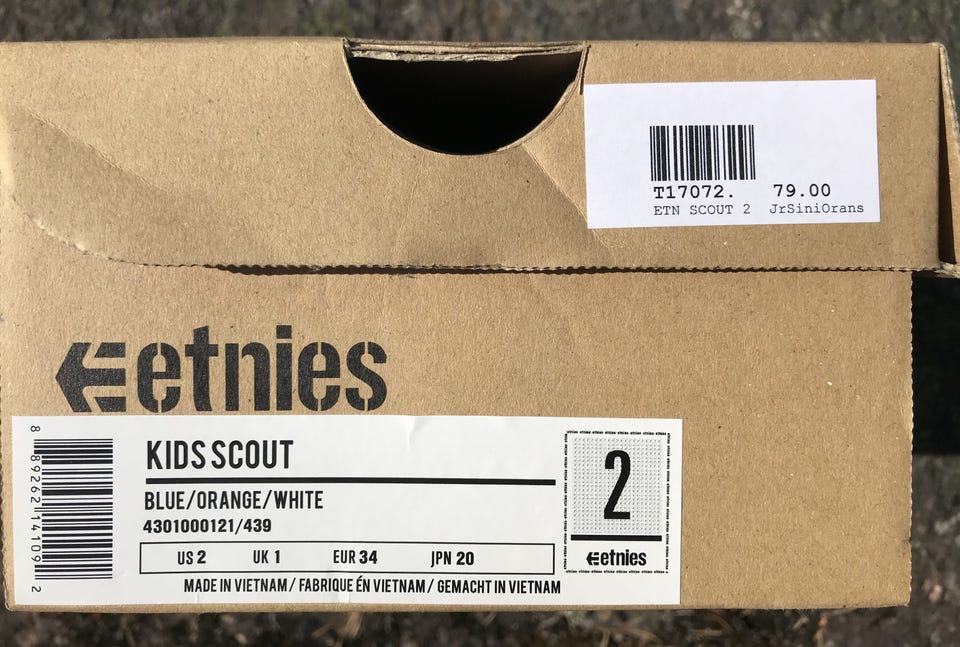 T17072. 79.00
ETN SCOUT 2 JrSiniOrans
etnies
KIDS SCOUT
BLUE/ORANGE/WHITE
4301000121/439
US 2 UK 1 EUR 34 JPN 20
MADE IN VIETNAM / FABRIQUE ÉN VIETNAM / GEMACHT IN VIETNAM
8 89262 14109 2
2
etnies